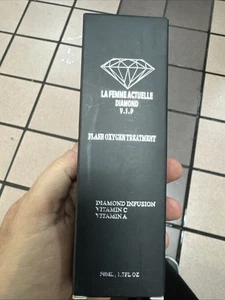 LA FEMME ACTUELLE
DIAMOND
V.I.P
FLASH OXYGEN TREATMENT
DIAMOND INFUSION
VITAMIN C
VITAMIN A
50ML, 1.7FL OZ